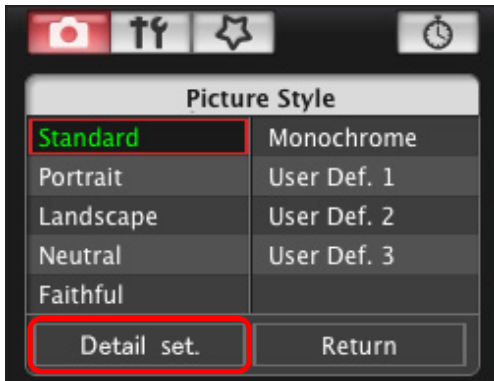 Picture Style
Standard Monochrome
Portrait User Def. 1
Landscape User Def. 2
Neutral User Def. 3
Faithful
Detail set. Return